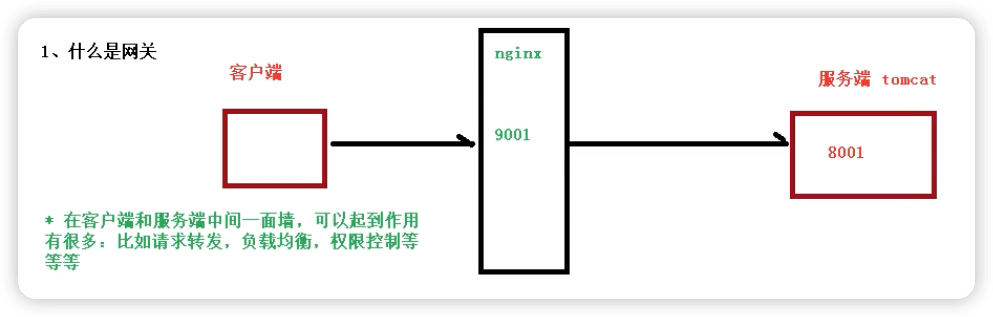 1、什么是网关
客户端
nginx
服务端 tomcat
9001
8001
* 在客户端和服务端中间一面墙，可以起到作用
有很多：比如请求转发，负载均衡，权限控制等
等等